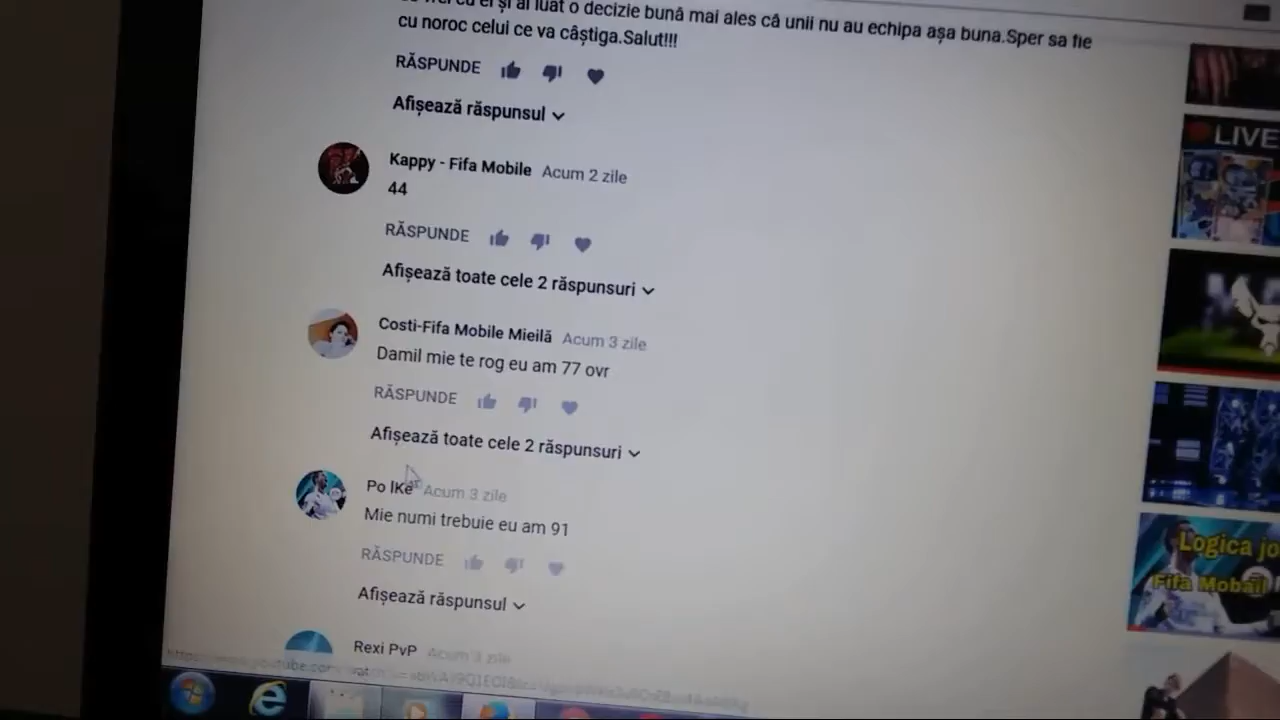 și ai luat o decizie bună mai ales că unii nu au echipa așa buna.Sper sa fie
cu noroc celui ce va câștiga.Salut!!!
RĂSPUNDE
Afișează răspunsul
Kappy - Fifa Mobile Acum 2 zile
44
RĂSPUNDE
Afișează toate cele 2 răspunsuri
Costi-Fifa Mobile Mieilă Acum 3 zile
Damil mie te rog eu am 77 ovr
RĂSPUNDE
Afișează toate cele 2 răspunsuri
Po lKe Acum 3 zile
Mie numi trebuie eu am 91
RĂSPUNDE
Afișează răspunsul
Rexi PvP Acum 3 zile
LIVE
Logica jo
Fifa Mobail